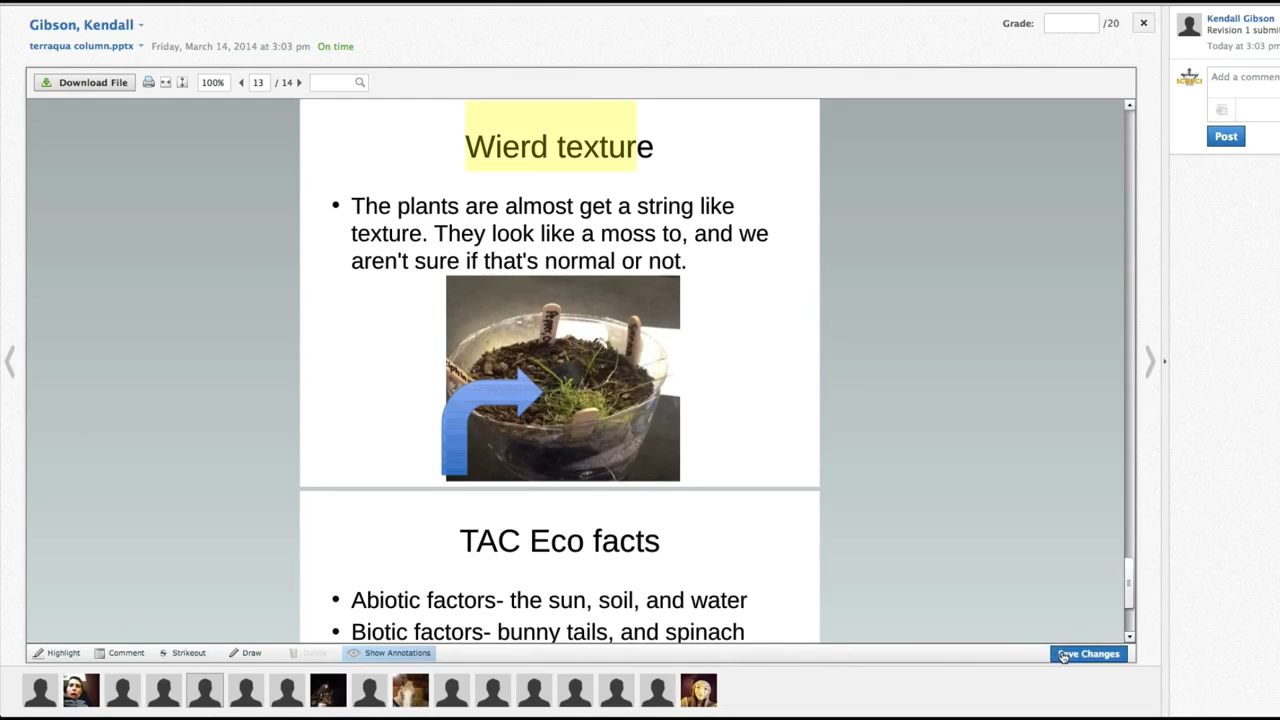 Gibson, Kendall
terraqua column.pptx Friday, March 14, 2014 at 3:03 pm On time
Grade: /20
Kendall Gibson
Revision 1 submi
Today at 3:03 pm
Download File 100% 13 / 14
Add a comme
Post
Wierd texture
• The plants are almost get a string like
texture. They look like a moss to, and we
aren't sure if that's normal or not.
TAC Eco facts
• Abiotic factors- the sun, soil, and water
• Biotic factors- bunny tails, and spinach
Highlight Comment Strikeout Draw Delete Show Annotations Save Changes